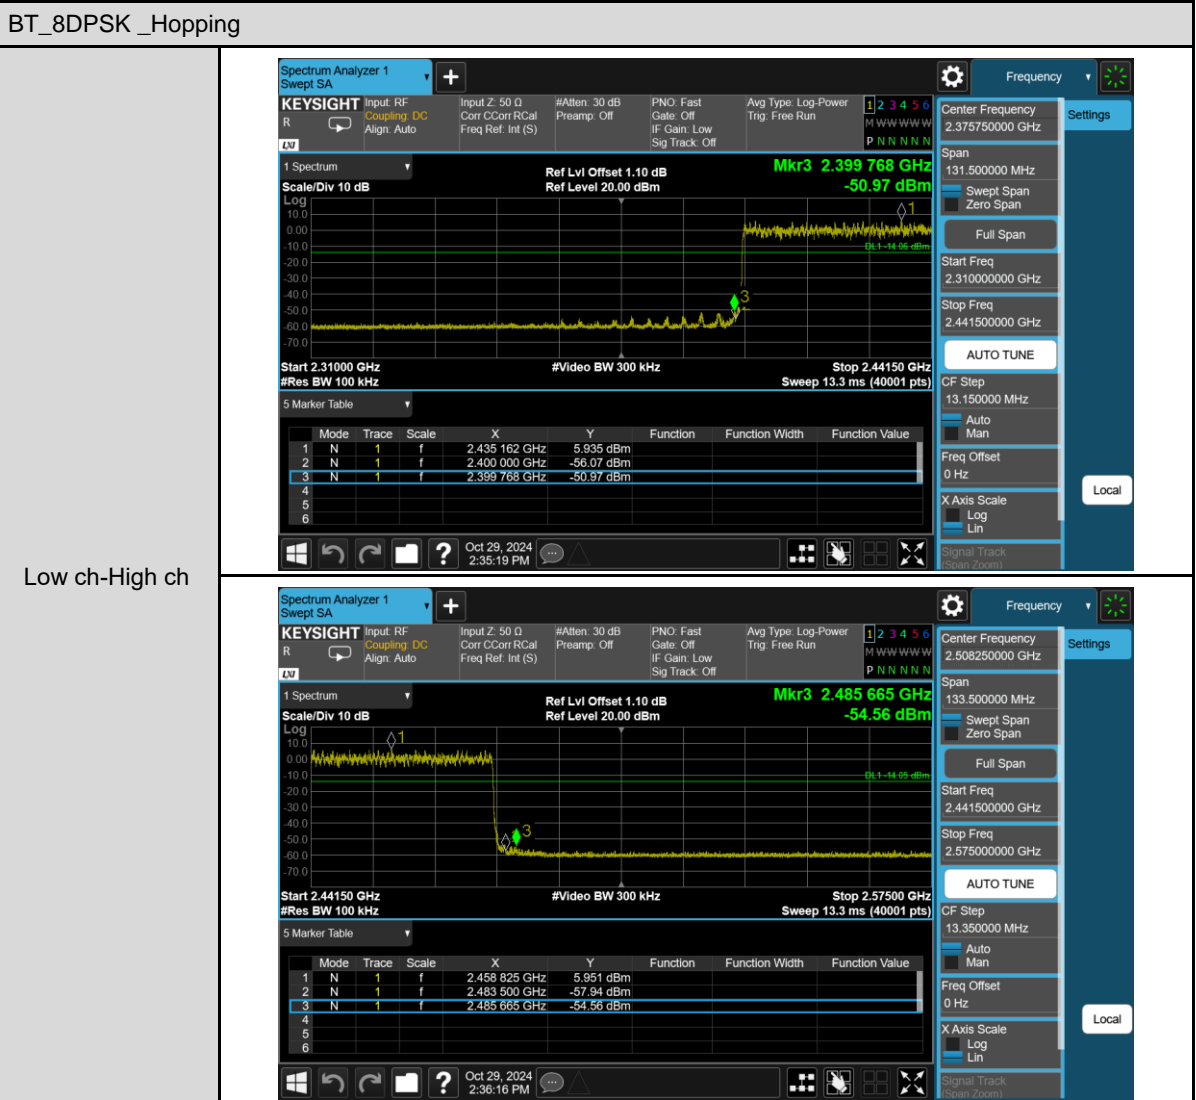 BT_8DPSK _Hopping
Low ch-High ch
Spectrum Analyzer 1
Swept SA
Frequency
KEYSIGHT
R
LXI
Input: RF
Coupling: DC
Align: Auto
Input Z: 50 Ω
Corr CCorr RCal
Freq Ref: Int (S)
#Atten: 30 dB
Preamp: Off
PNO: Fast
Gate: Off
IF Gain: Low
Sig Track: Off
Avg Type: Log-Power
Trig: Free Run
1 2 3 4 5 6
M W W W W W
P N N N N N
1 Spectrum
Scale/Div 10 dB
Log
Ref Lvl Offset 1.10 dB
Ref Level 20.00 dBm
Mkr3 2.399 768 GHz
-50.97 dBm
10.0
0.00
-10.0
-20.0
-30.0
-40.0
-50.0
-60.0
-70.0
1
DL1 -14.06 dBm
3
Start 2.31000 GHz
#Res BW 100 kHz
#Video BW 300 kHz
Stop 2.44150 GHz
Sweep 13.3 ms (40001 pts)
5 Marker Table
Mode Trace Scale X Y Function Function Width Function Value
1 N 1 f 2.435 162 GHz 5.935 dBm
2 N 1 f 2.400 000 GHz -56.07 dBm
3 N 1 f 2.399 768 GHz -50.97 dBm
4
5
6
Oct 29, 2024
2:35:19 PM
Center Frequency
2.375750000 GHz
Span
131.500000 MHz
Swept Span
Zero Span
Full Span
Start Freq
2.310000000 GHz
Stop Freq
2.441500000 GHz
AUTO TUNE
CF Step
13.150000 MHz
Auto
Man
Freq Offset
0 Hz
X Axis Scale
Log
Lin
Signal Track
(Span Zoom)
Settings
Local
Spectrum Analyzer 1
Swept SA
Frequency
KEYSIGHT
R
LXI
Input: RF
Coupling: DC
Align: Auto
Input Z: 50 Ω
Corr CCorr RCal
Freq Ref: Int (S)
#Atten: 30 dB
Preamp: Off
PNO: Fast
Gate: Off
IF Gain: Low
Sig Track: Off
Avg Type: Log-Power
Trig: Free Run
1 2 3 4 5 6
M W W W W W
P N N N N N
1 Spectrum
Scale/Div 10 dB
Log
Ref Lvl Offset 1.10 dB
Ref Level 20.00 dBm
Mkr3 2.485 665 GHz
-54.56 dBm
10.0
0.00
-10.0
-20.0
-30.0
-40.0
-50.0
-60.0
-70.0
1
DL1 -14.05 dBm
3
Start 2.44150 GHz
#Res BW 100 kHz
#Video BW 300 kHz
Stop 2.57500 GHz
Sweep 13.3 ms (40001 pts)
5 Marker Table
Mode Trace Scale X Y Function Function Width Function Value
1 N 1 f 2.458 825 GHz 5.951 dBm
2 N 1 f 2.483 500 GHz -57.94 dBm
3 N 1 f 2.485 665 GHz -54.56 dBm
4
5
6
Oct 29, 2024
2:36:16 PM
Center Frequency
2.508250000 GHz
Span
133.500000 MHz
Swept Span
Zero Span
Full Span
Start Freq
2.441500000 GHz
Stop Freq
2.575000000 GHz
AUTO TUNE
CF Step
13.350000 MHz
Auto
Man
Freq Offset
0 Hz
X Axis Scale
Log
Lin
Signal Track
(Span Zoom)
Settings
Local